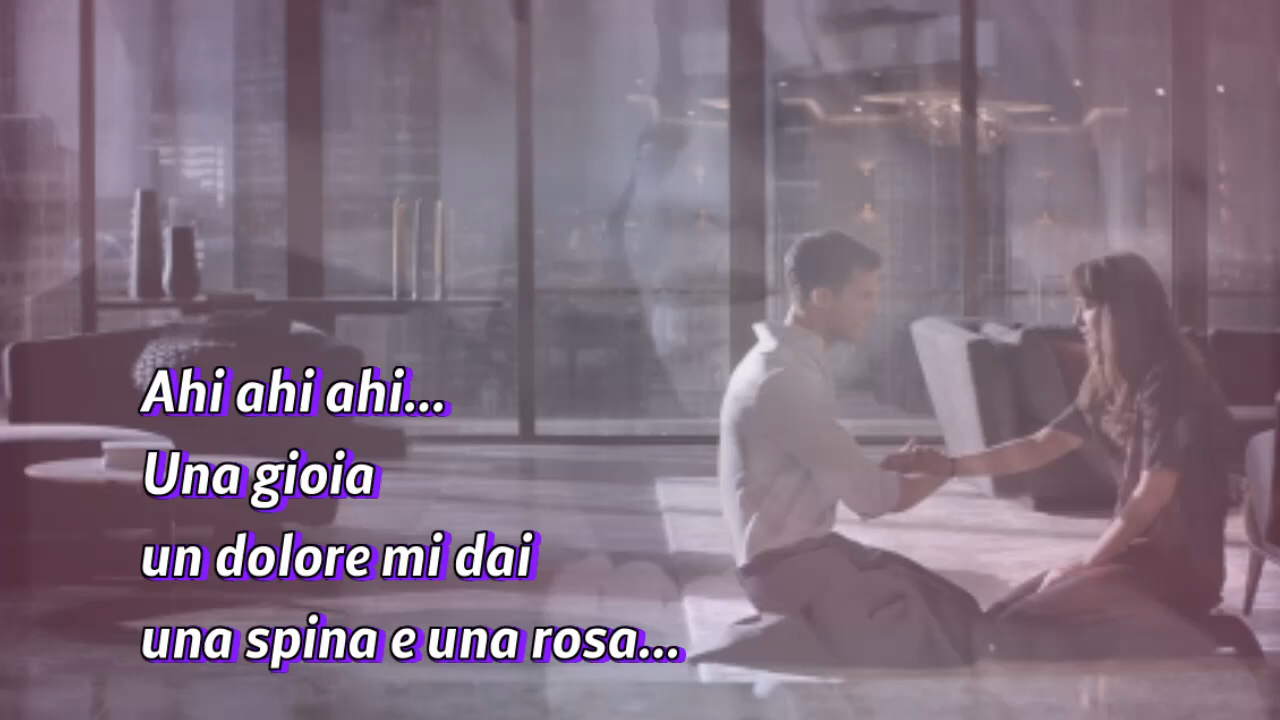 Ahi ahi ahi...
Una gioia
un dolore mi dai
una spina e una rosa...